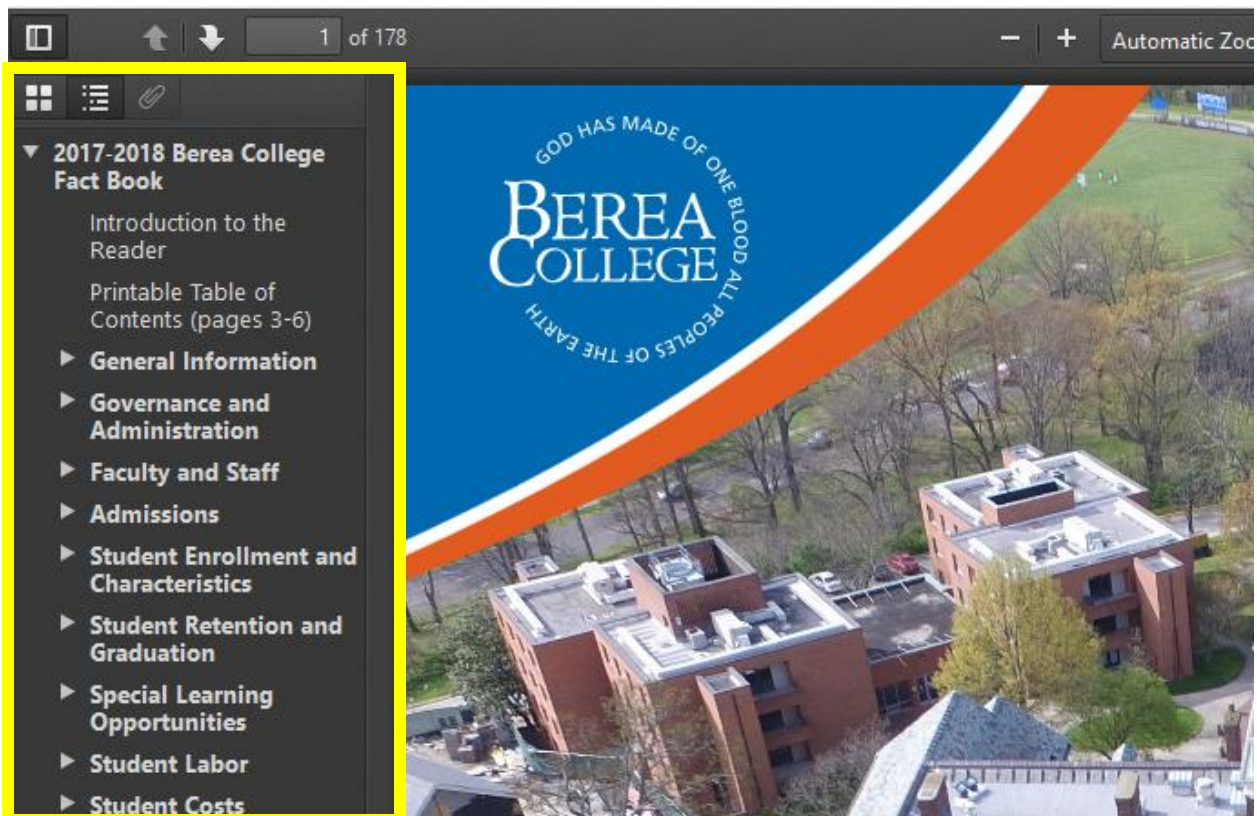 1 of 178
Automatic Zoo
2017-2018 Berea College
Fact Book
Introduction to the
Reader
Printable Table of
Contents (pages 3-6)
General Information
Governance and
Administration
Faculty and Staff
Admissions
Student Enrollment and
Characteristics
Student Retention and
Graduation
Special Learning
Opportunities
Student Labor
Student Costs
GOD HAS MADE OF ONE BLOOD ALL PEOPLES OF THE EARTH
BEREA
COLLEGE